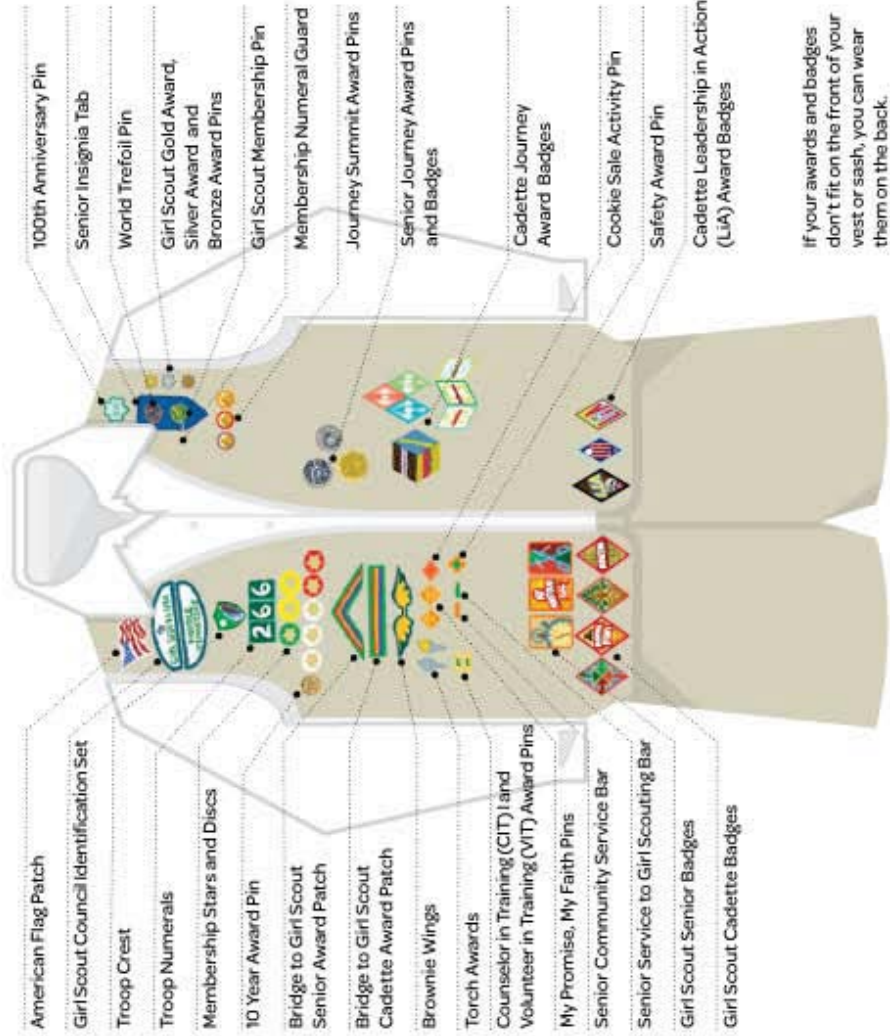 American Flag Patch
Girl Scout Council Identification Set
Troop Crest
Troop Numerals
Membership Stars and Discs
10 Year Award Pin
Bridge to Girl Scout
Senior Award Patch
Bridge to Girl Scout
Cadette Award Patch
Brownie Wings
Torch Awards
Counselor in Training (CIT) I and
Volunteer in Training (VIT) Award Pins
My Promise, My Faith Pins
Senior Community Service Bar
Senior Service to Girl Scouting Bar
Girl Scout Senior Badges
Girl Scout Cadette Badges
266
100th Anniversary Pin
Senior Insignia Tab
World Trefoil Pin
Girl Scout Gold Award,
Silver Award and
Bronze Award Pins
Girl Scout Membership Pin
Membership Numeral Guard
Journey Summit Award Pins
Senior Journey Award Pins
and Badges
Cadette Journey
Award Badges
Cookie Sale Activity Pin
Safety Award Pin
Cadette Leadership in Action
(LiA) Award Badges
If your awards and badges
don't fit on the front of your
vest or sash, you can wear
them on the back.